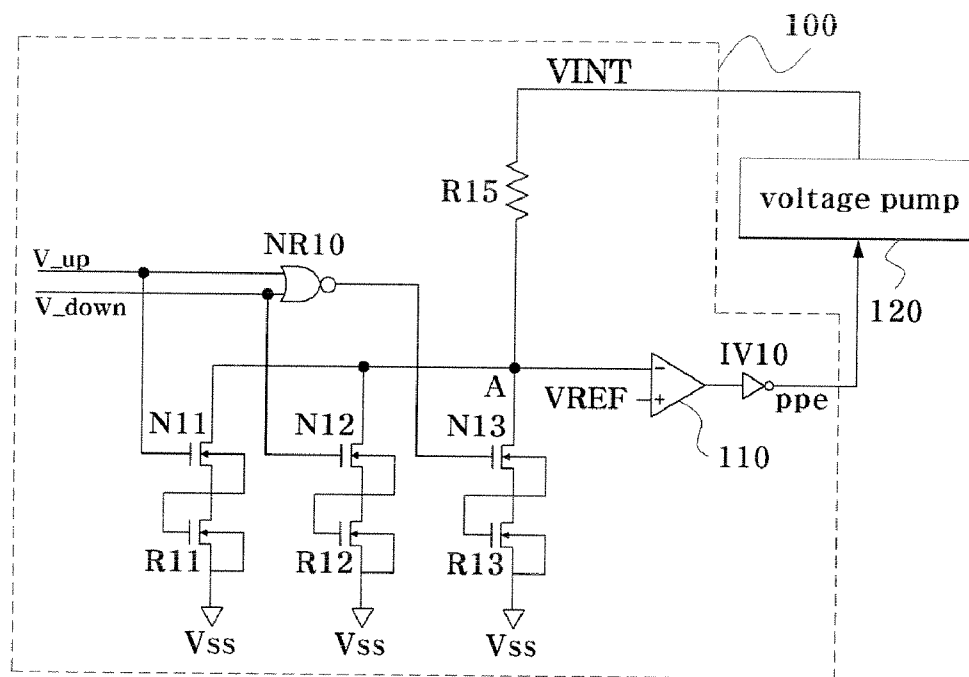 100
VINT
R15
voltage pump
NR10
V_up
V_down
120
IV10
A
VREF
-
+
ppe
N11
N12
N13
110
R11
R12
R13
Vss
Vss
Vss